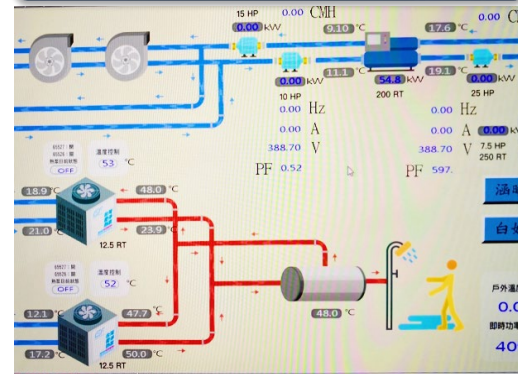 15 HP
0.00 CMH
0.00 kW
9.10 °C
17.6 °C
0.00
11.1 °C
19.1 °C
0.00 kW
54.8 kW
0.00 kW
10 HP
200 RT
25 HP
0.00 Hz
0.00 Hz
0.00 A
0.00 A
0.00 kW
388.70 V
388.70 V
7.5 HP
250 RT
PF 0.52
PF 597.
溫度控制
53 °C
OFF
18.9 °C
48.0 °C
21.0 °C
23.9 °C
12.5 RT
溫度控制
52 °C
OFF
12.1 °C
47.7 °C
48.0 °C
17.2 °C
50.0 °C
12.5 RT
戶外溫
0.0
即時功率
40